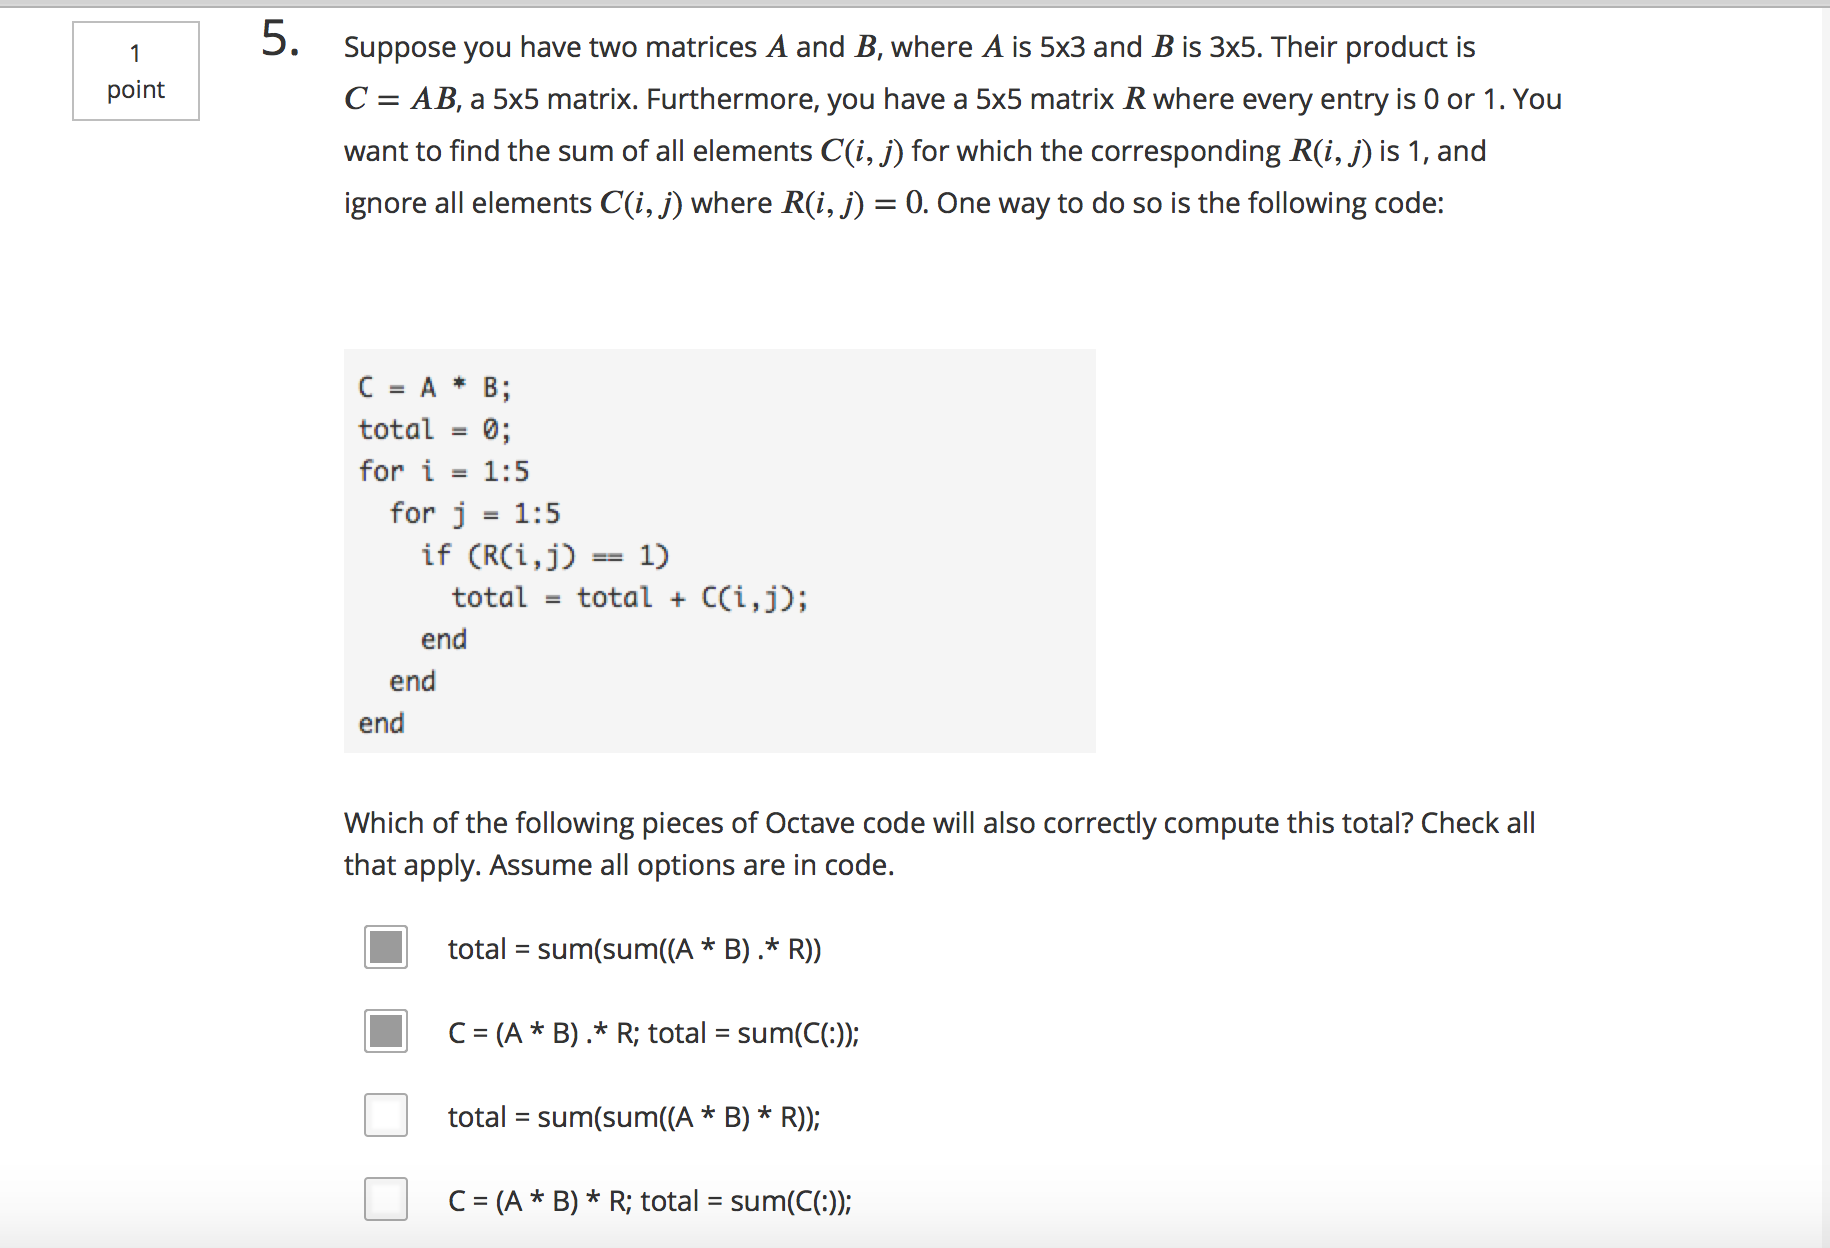 1
point
5.
Suppose you have two matrices A and B, where A is 5x3 and B is 3x5. Their product is
C = AB, a 5x5 matrix. Furthermore, you have a 5x5 matrix R where every entry is 0 or 1. You
want to find the sum of all elements C(i, j) for which the corresponding R(i, j) is 1, and
ignore all elements C(i, j) where R(i, j) = 0. One way to do so is the following code:
C = A * B;
total = 0;
for i = 1:5
  for j = 1:5
    if (R(i,j) == 1)
      total = total + C(i,j);
    end
  end
end
Which of the following pieces of Octave code will also correctly compute this total? Check all
that apply. Assume all options are in code.
total = sum(sum((A * B) .* R))
C = (A * B) .* R; total = sum(C(:));
total = sum(sum((A * B) * R));
C = (A * B) * R; total = sum(C(:));